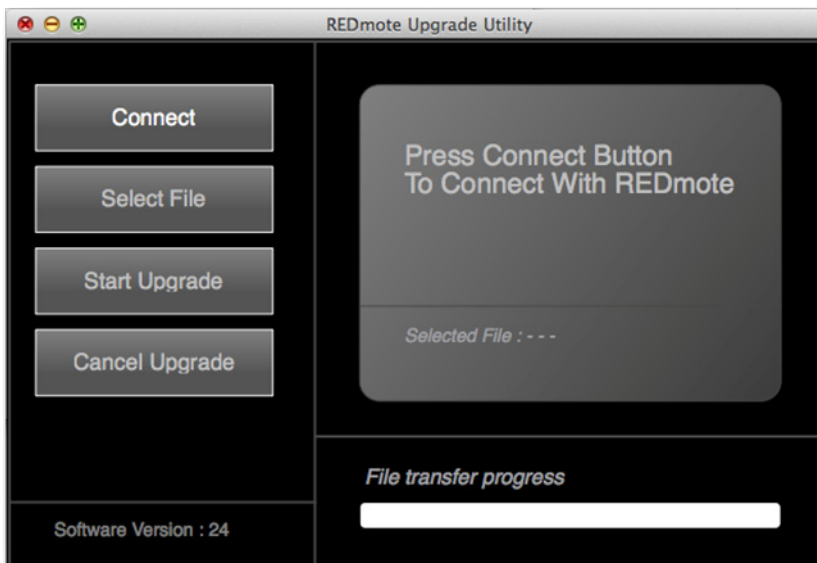 REDmote Upgrade Utility
Connect
Select File
Start Upgrade
Cancel Upgrade
Software Version : 24
Press Connect Button
To Connect With REDmote
Selected File : - - -
File transfer progress